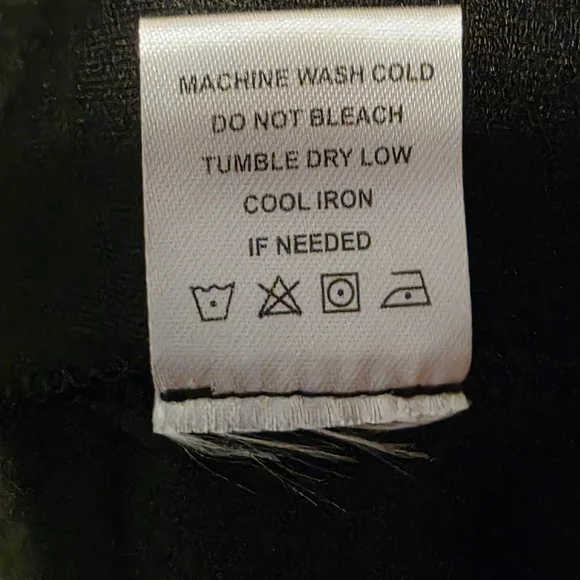 MACHINE WASH COLD
DO NOT BLEACH
TUMBLE DRY LOW
COOL IRON
IF NEEDED